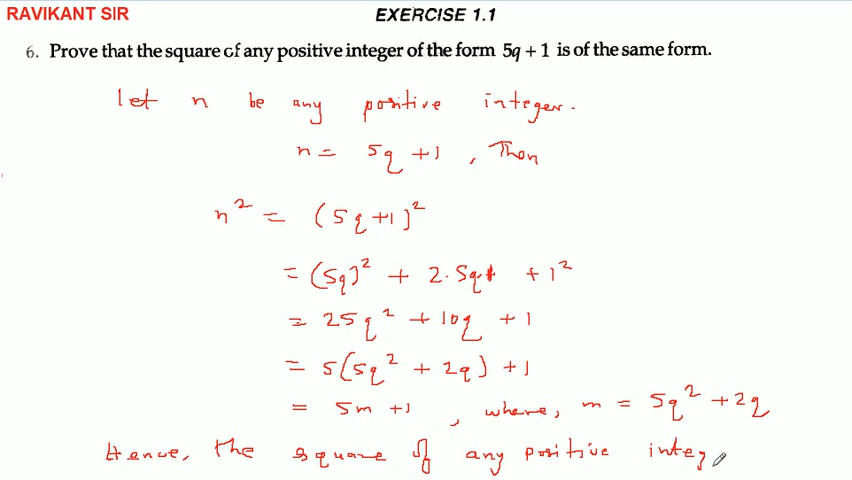 RAVIKANT SIR
EXERCISE 1.1
6. Prove that the square of any positive integer of the form 5q + 1 is of the same form.
Let n be any positive integer.
n = 5q + 1, Then
n² = (5q+1)²
= (5q)² + 2·5q·1 + 1²
= 25q² + 10q + 1
= 5(5q² + 2q) + 1
= 5m + 1, where, m = 5q² + 2q
Hence, the square of any positive integ